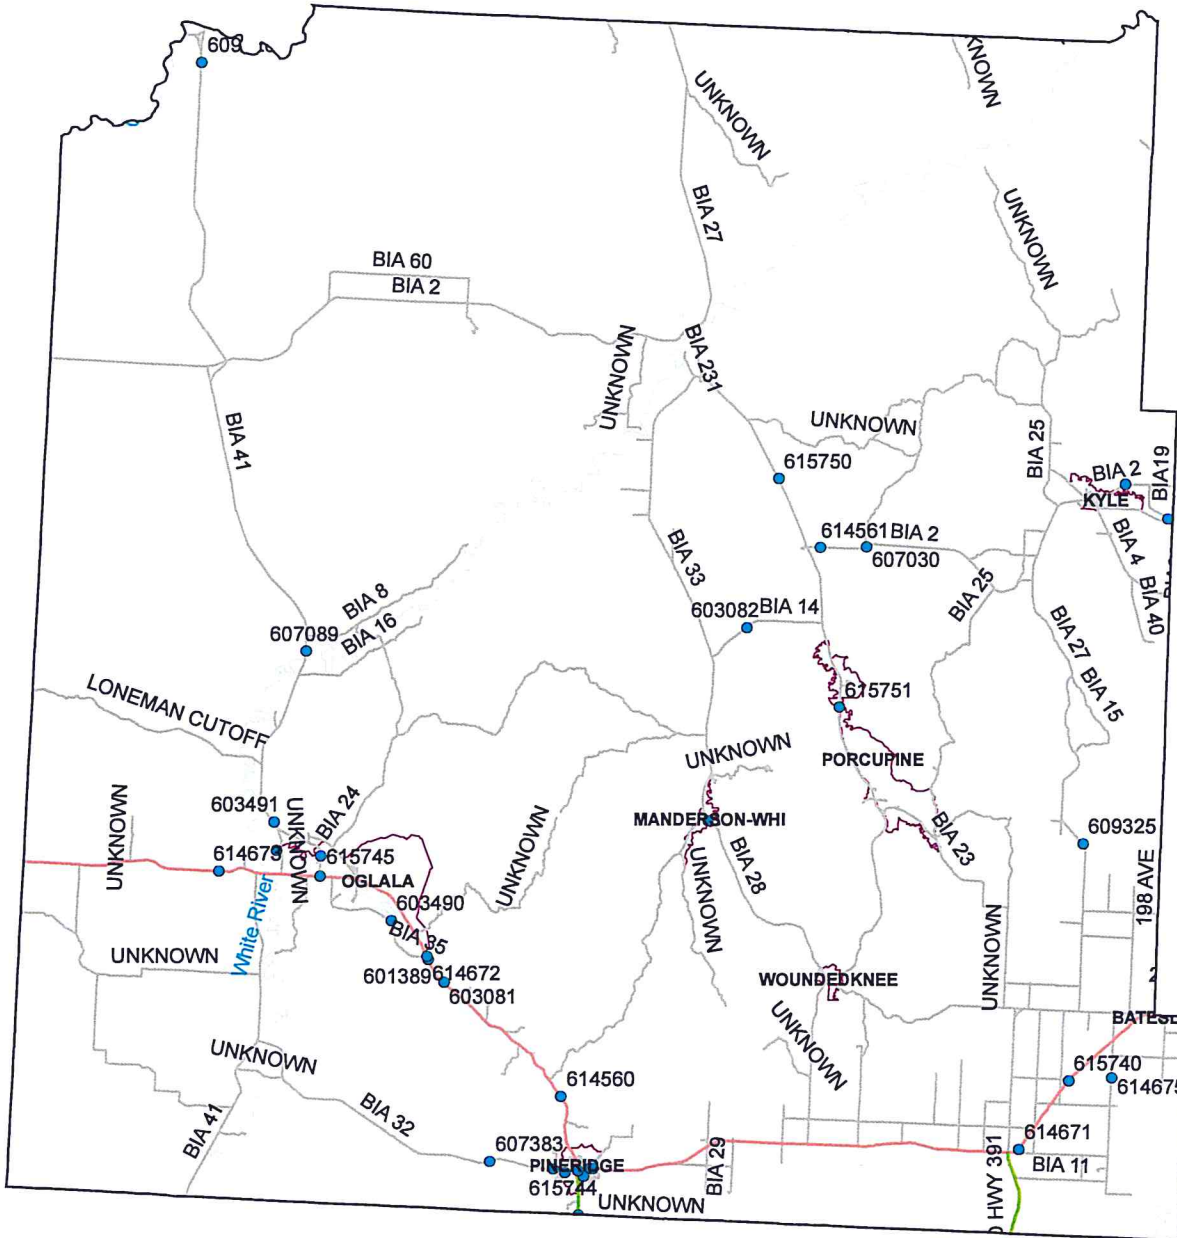 609
KNOWN
UNKNOWN
BIA 27
UNKNOWN
BIA 60
BIA 2
BIA 231
UNKNOWN
UNKNOWN
BIA 41
BIA 25
BIA19
615750
BIA 2
KYLE
614561
BIA 2
607030
BIA 4
BIA 33
BIA 25
BIA 8
BIA 40
603082
BIA 14
BIA 16
607089
BIA 27
BIA 15
615751
LONEMAN CUTOFF
UNKNOWN
PORCUPINE
603491
BIA 24
UNKNOWN
MANDERSON-WHI
BIA 23
609325
UNKNOWN
614673
615745
OGLALA
UNKNOWN
BIA 28
198 AVE
603490
UNKNOWN
White River
BIA 35
UNKNOWN
UNKNOWN
601389
614672
603081
WOUNDEDKNEE
2
UNKNOWN
BATESL
UNKNOWN
614560
615740
614675
BIA 32
BIA 41
607383
PINERIDGE
615744
UNKNOWN
BIA 29
614671
BIA 11
HWY 391